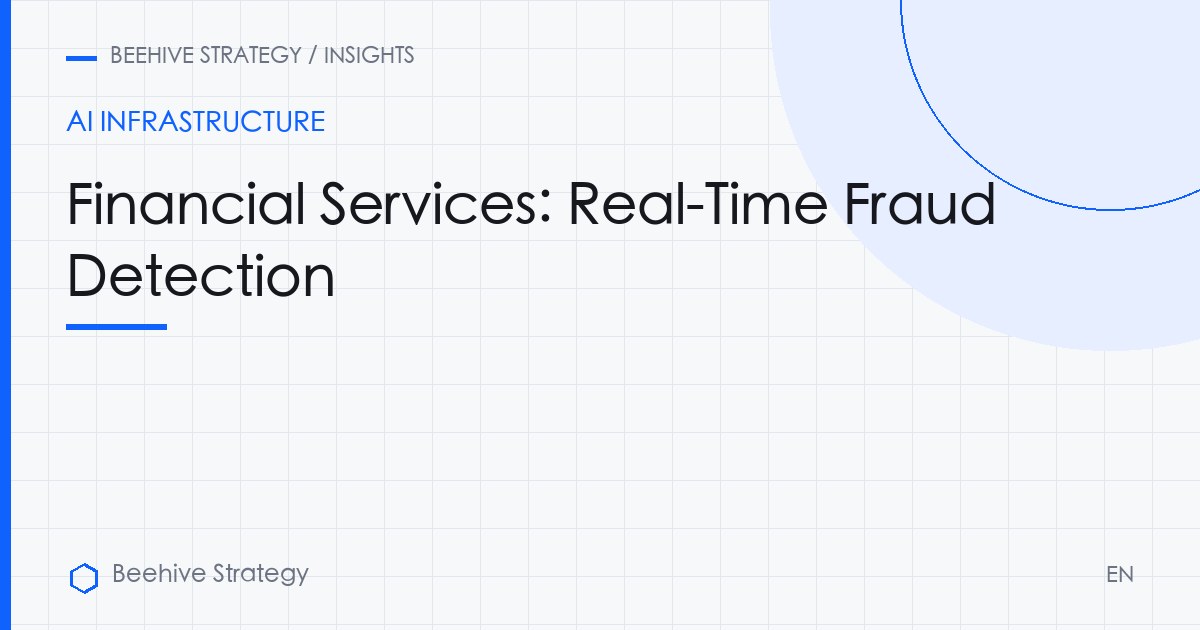 BEEHIVE STRATEGY / INSIGHTS
AI INFRASTRUCTURE
Financial Services: Real-Time Fraud
Detection
Beehive Strategy
EN